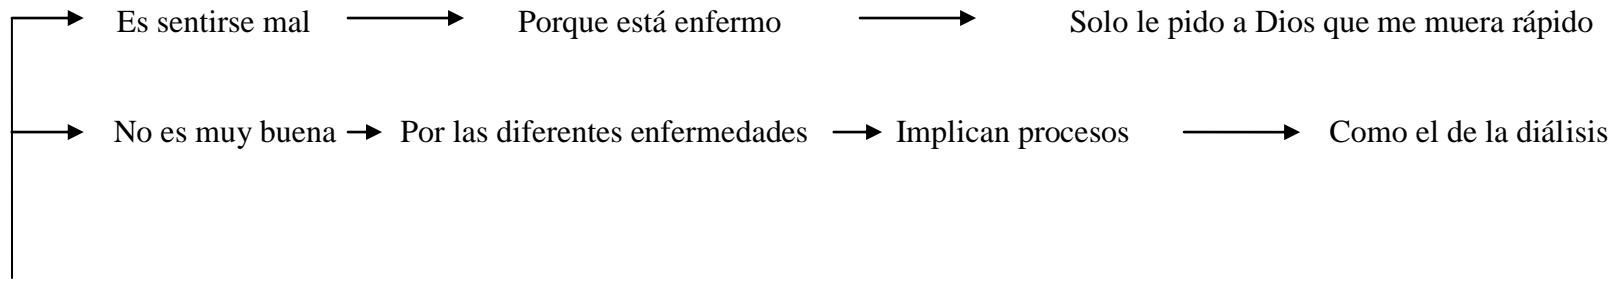 Es sentirse mal Porque está enfermo Solo le pido a Dios que me muera rápido
No es muy buena Por las diferentes enfermedades Implican procesos Como el de la diálisis